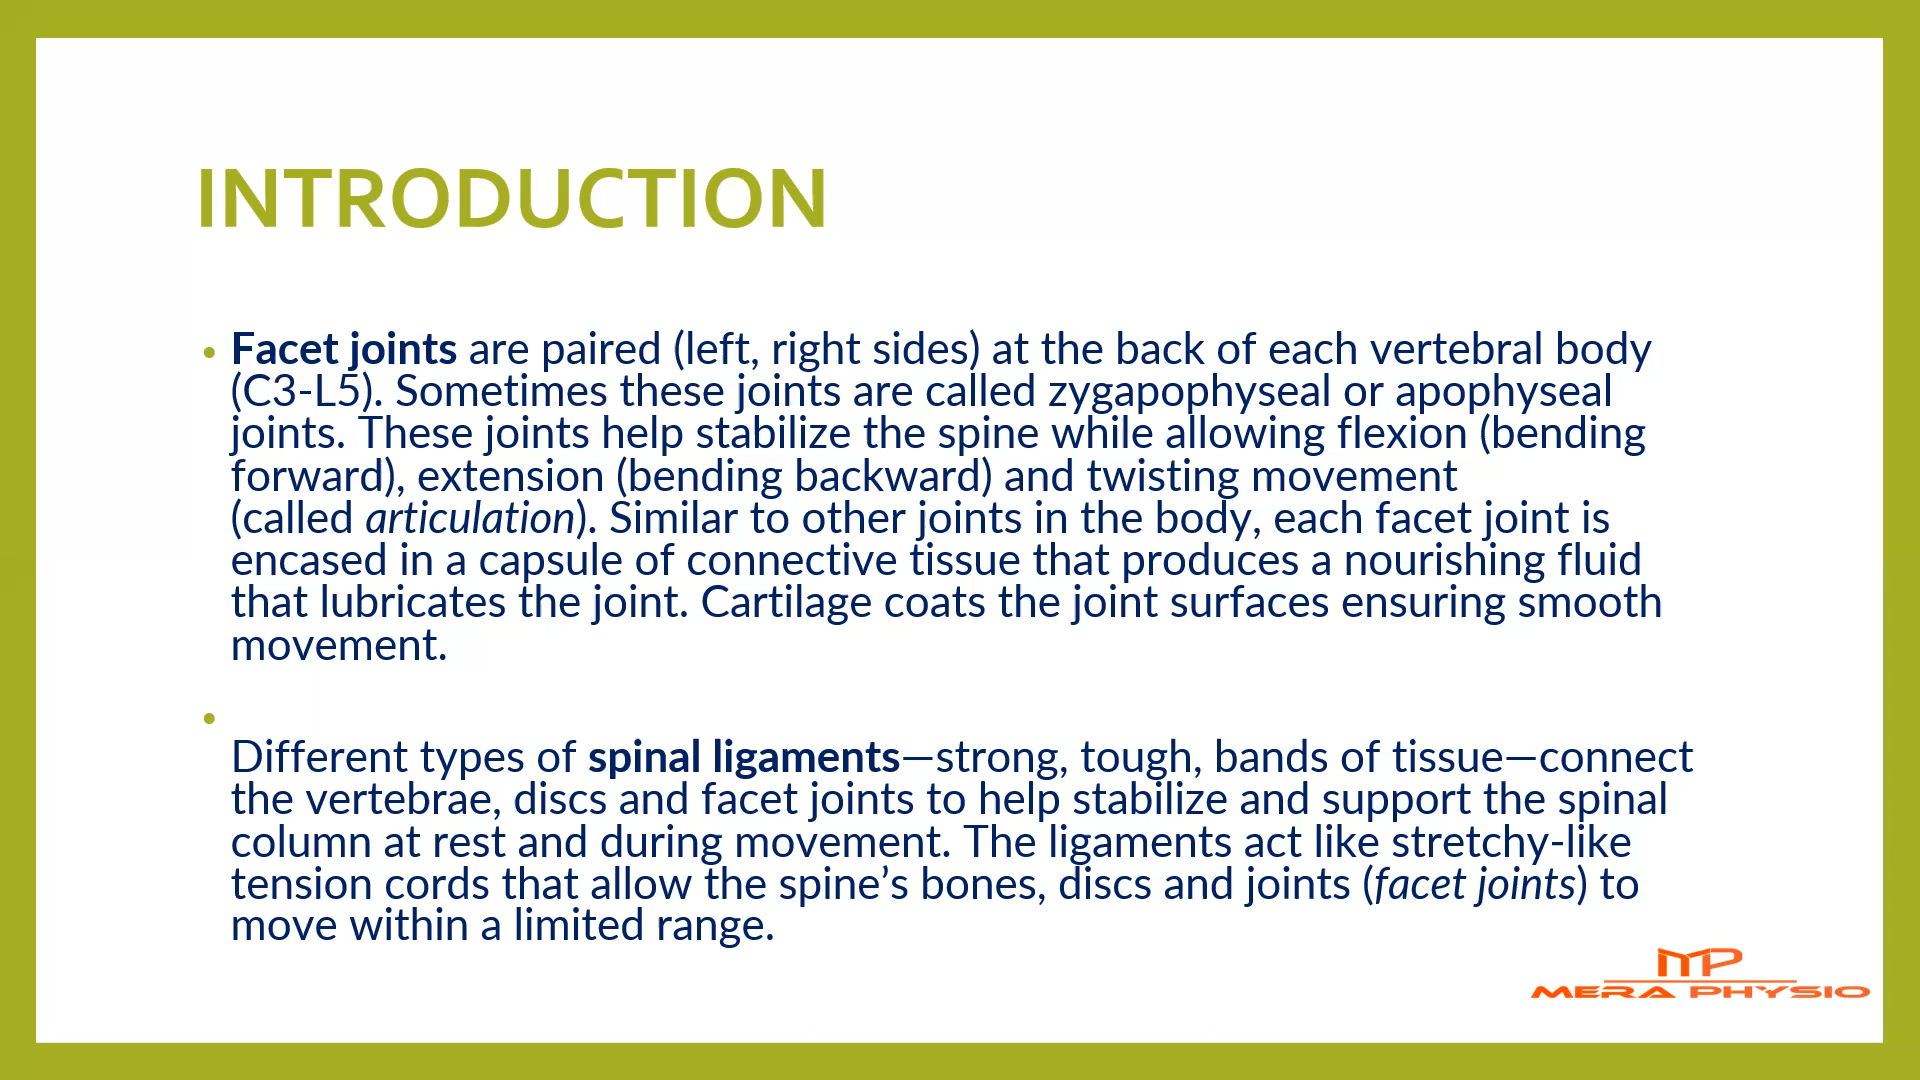 INTRODUCTION
• Facet joints are paired (left, right sides) at the back of each vertebral body
(C3-L5). Sometimes these joints are called zygapophyseal or apophyseal
joints. These joints help stabilize the spine while allowing flexion (bending
forward), extension (bending backward) and twisting movement
(called articulation). Similar to other joints in the body, each facet joint is
encased in a capsule of connective tissue that produces a nourishing fluid
that lubricates the joint. Cartilage coats the joint surfaces ensuring smooth
movement.
•
Different types of spinal ligaments—strong, tough, bands of tissue—connect
the vertebrae, discs and facet joints to help stabilize and support the spinal
column at rest and during movement. The ligaments act like stretchy-like
tension cords that allow the spine’s bones, discs and joints (facet joints) to
move within a limited range.
MP
MERA PHYSIO